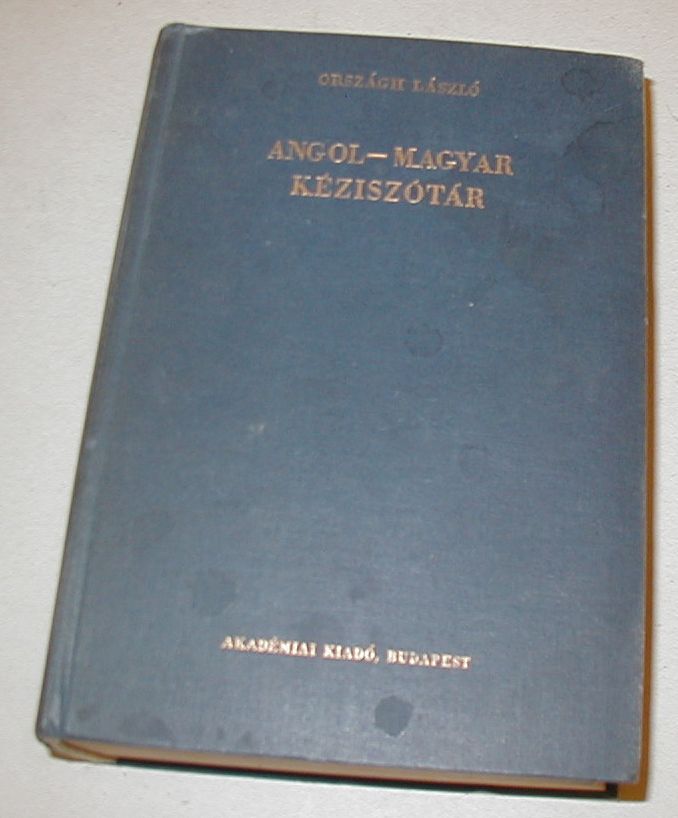 ORSZÁGH LÁSZLÓ
ANGOL–MAGYAR
KÉZISZÓTÁR
AKADÉMIAI KIADÓ, BUDAPEST